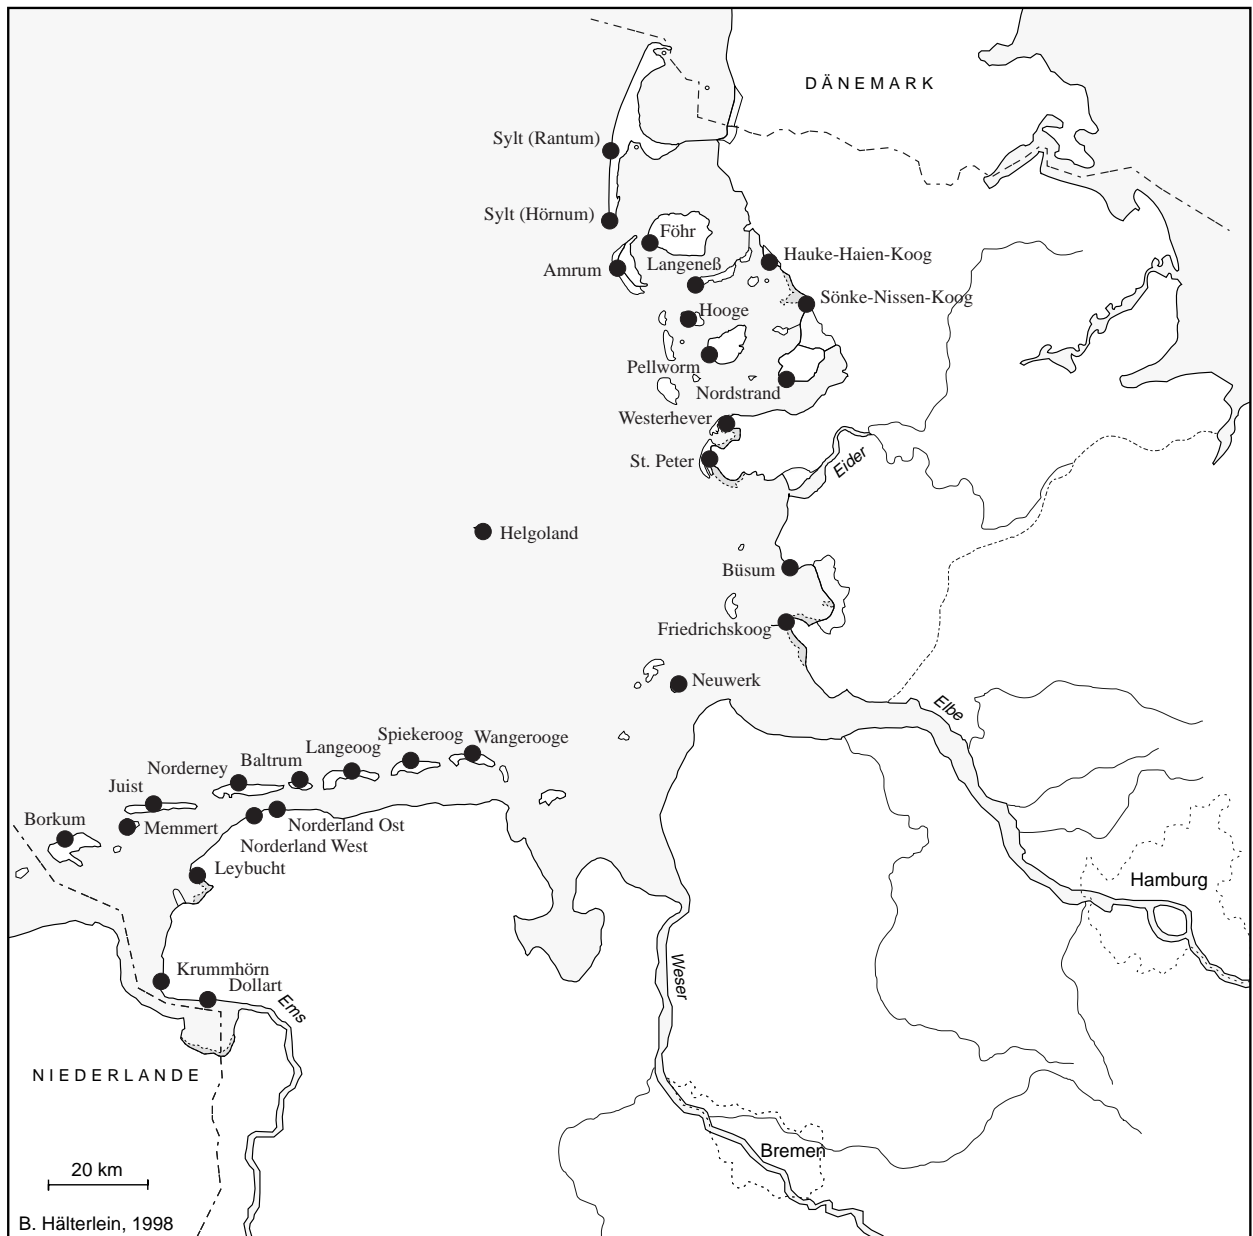 DÄNEMARK
Sylt (Rantum)
Sylt (Hörnum)
Föhr
Hauke-Haien-Koog
Langeneß
Amrum
Sönke-Nissen-Koog
Hooge
Pellworm
Nordstrand
Westerhever
St. Peter
Eider
Helgoland
Büsum
Friedrichskoog
Neuwerk
Elbe
Spiekeroog
Wangerooge
Langeoog
Baltrum
Norderney
Juist
Borkum
Memmert
Norderland Ost
Norderland West
Leybucht
Hamburg
Krummhörn
Dollart
Weser
Ems
NIEDERLANDE
Bremen
20 km
B. Hälterlein, 1998